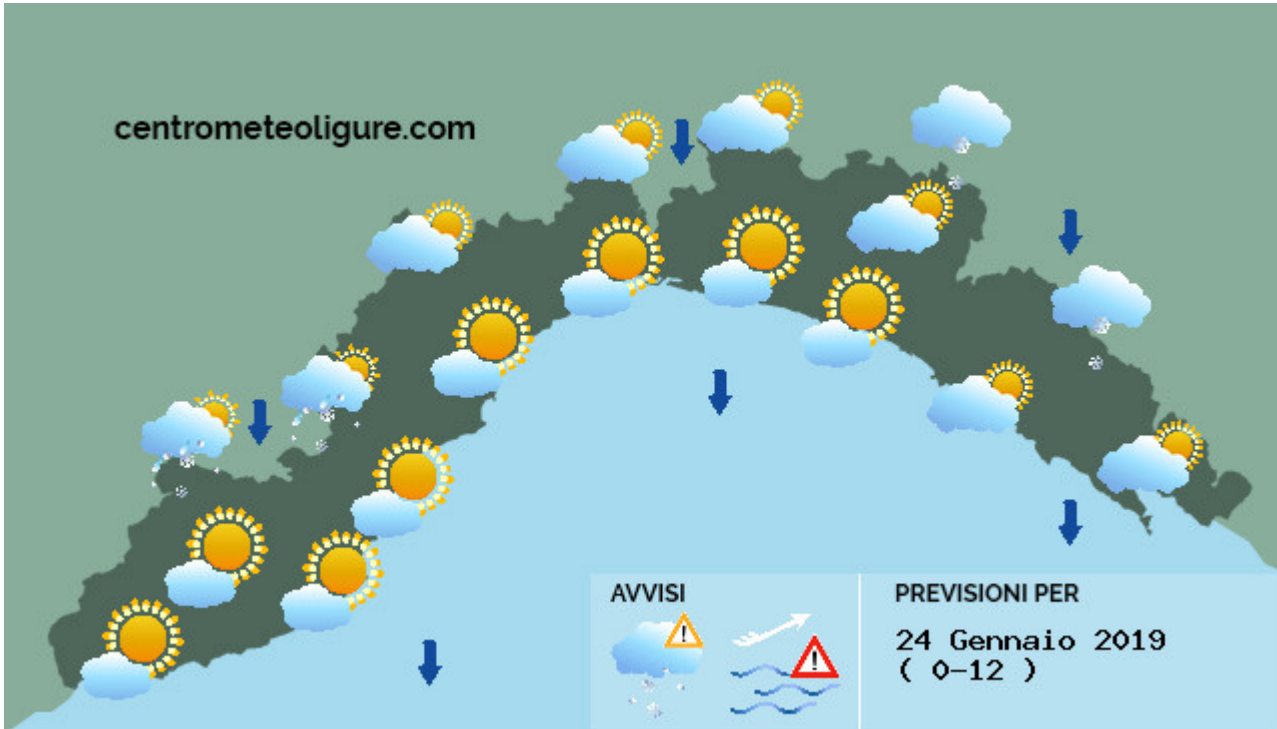 centrometeoligure.com
AVVISI
PREVISIONI PER
24 Gennaio 2019
( 0-12 )